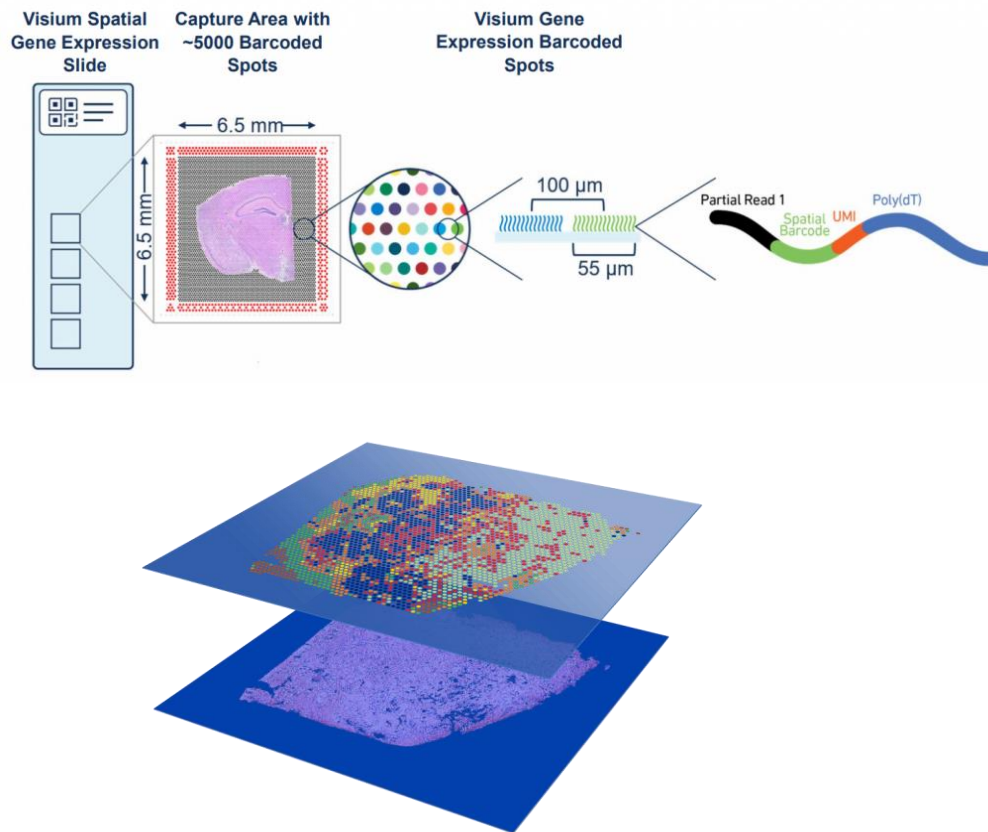 Visium Spatial
Gene Expression
Slide
Capture Area with
~5000 Barcoded
Spots
Visium Gene
Expression Barcoded
Spots
6.5 mm
6.5 mm
100 µm
55 µm
Partial Read 1
Spatial
Barcode
UMI
Poly(dT)